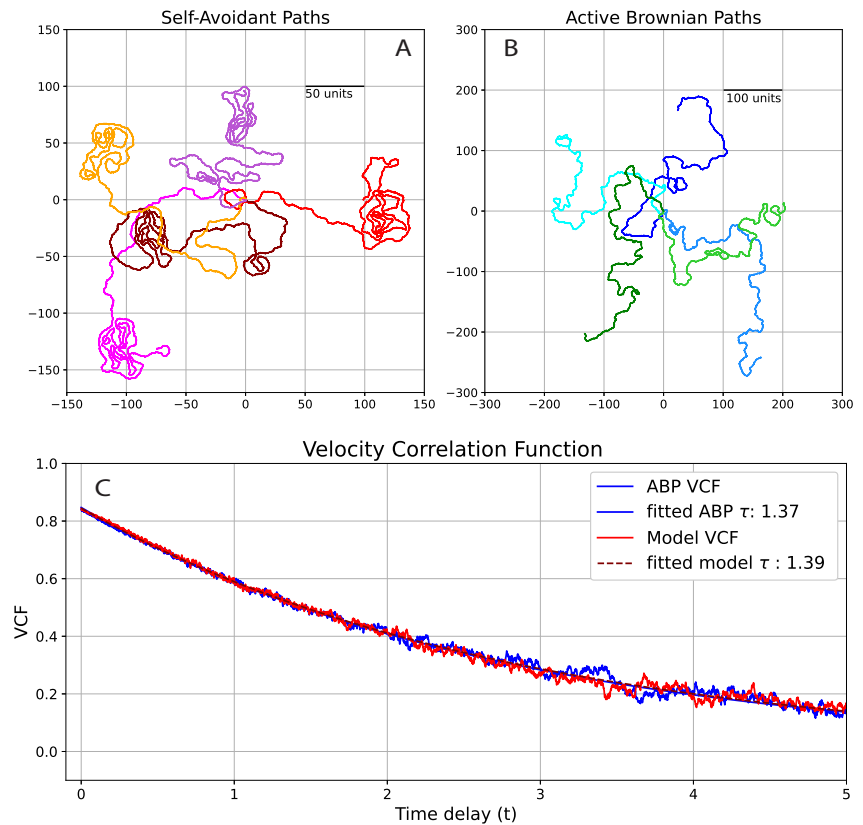 Self-Avoidant Paths
A
50 units
150
100
50
0
−50
−100
−150
−150
−100
−50
0
50
100
150
Active Brownian Paths
B
100 units
300
200
100
0
−100
−200
−300
−300
−200
−100
0
100
200
300
Velocity Correlation Function
C
ABP VCF
fitted ABP τ: 1.37
Model VCF
fitted model τ : 1.39
VCF
1.0
0.8
0.6
0.4
0.2
0.0
0
1
2
3
4
5
Time delay (t)